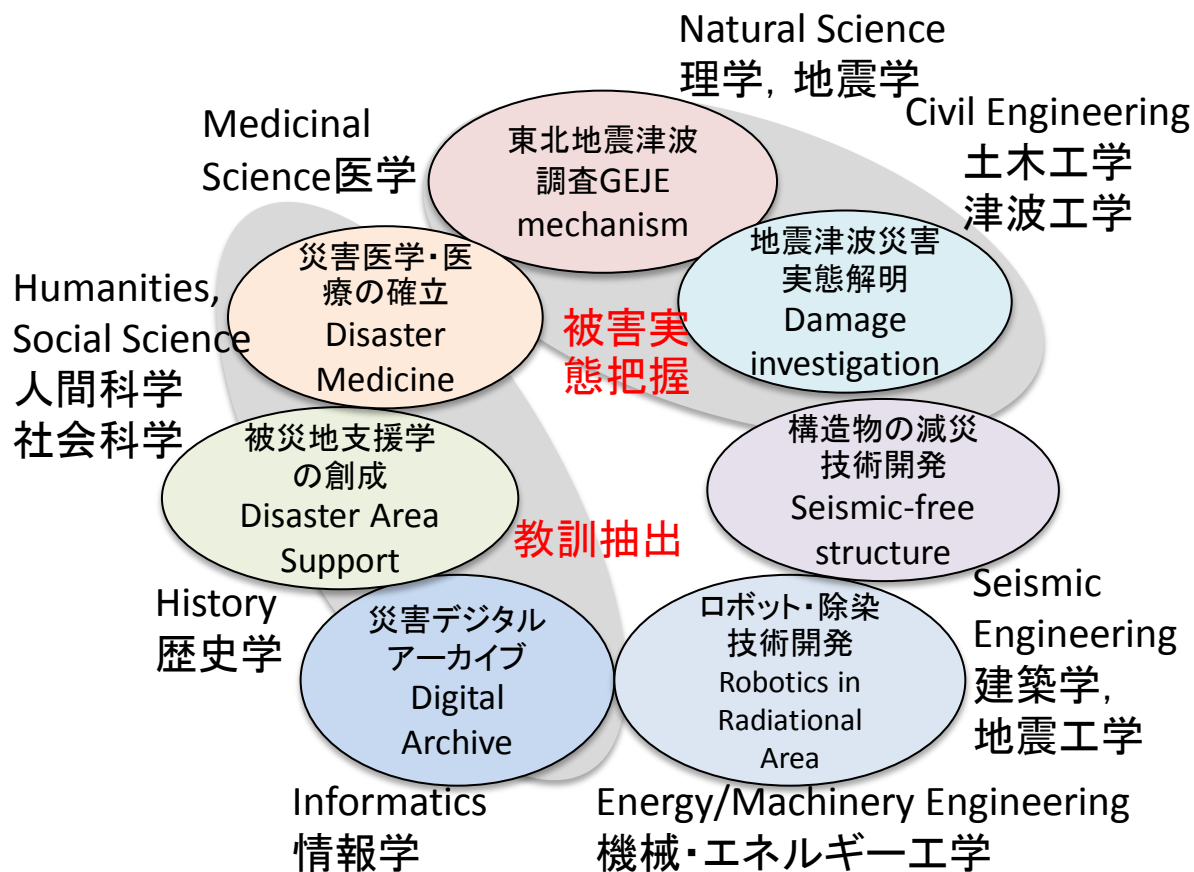 Natural Science
理学, 地震学
Medicinal
Science医学
Civil Engineering
土木工学
津波工学
東北地震津波
調査GEJE
mechanism
地震津波災害
実態解明
Damage
investigation
災害医学・医
療の確立
Disaster
Medicine
Humanities,
Social Science
人間科学
社会科学
被害実
態把握
被災地支援学
の創成
Disaster Area
Support
構造物の減災
技術開発
Seismic-free
structure
教訓抽出
History
歴史学
災害デジタル
アーカイブ
Digital
Archive
ロボット・除染
技術開発
Robotics in
Radiational
Area
Seismic
Engineering
建築学,
地震工学
Informatics
情報学
Energy/Machinery Engineering
機械・エネルギー工学